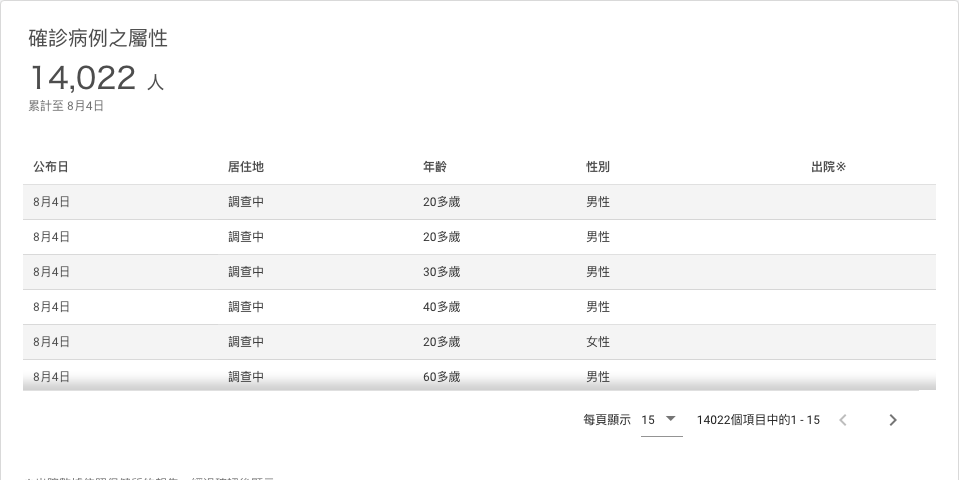 確診病例之屬性
14,022 人
累計至 8月4日
公布日 居住地 年齡 性別 出院※
8月4日 調查中 20多歲 男性
8月4日 調查中 20多歲 男性
8月4日 調查中 30多歲 男性
8月4日 調查中 40多歲 男性
8月4日 調查中 20多歲 女性
8月4日 調查中 60多歲 男性
每頁顯示 15 14022個項目中的1 - 15